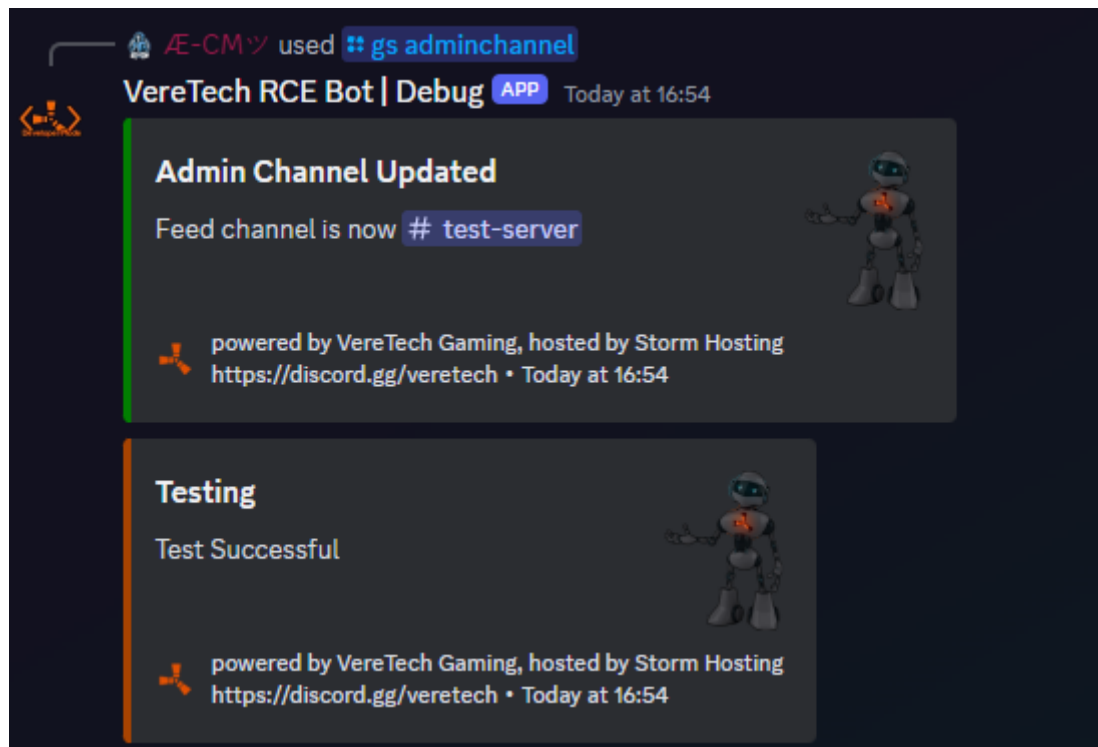 Æ-CMツ used gs adminchannel
VereTech RCE Bot | Debug APP Today at 16:54
Admin Channel Updated
Feed channel is now # test-server
powered by VereTech Gaming, hosted by Storm Hosting
https://discord.gg/veretech • Today at 16:54
Testing
Test Successful
powered by VereTech Gaming, hosted by Storm Hosting
https://discord.gg/veretech • Today at 16:54